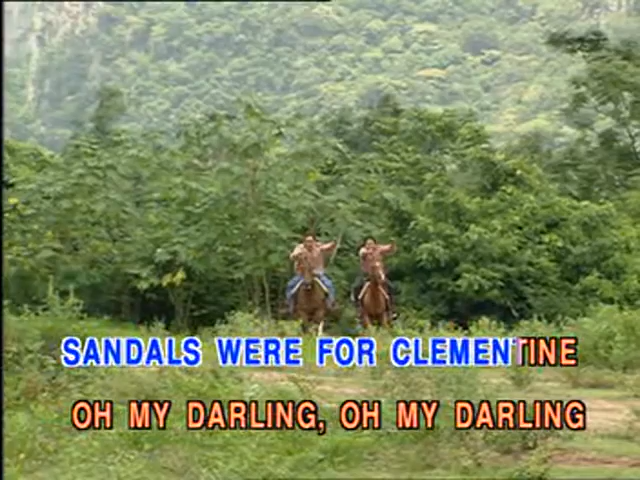 SANDALS WERE FOR CLEMENTINE
OH MY DARLING, OH MY DARLING